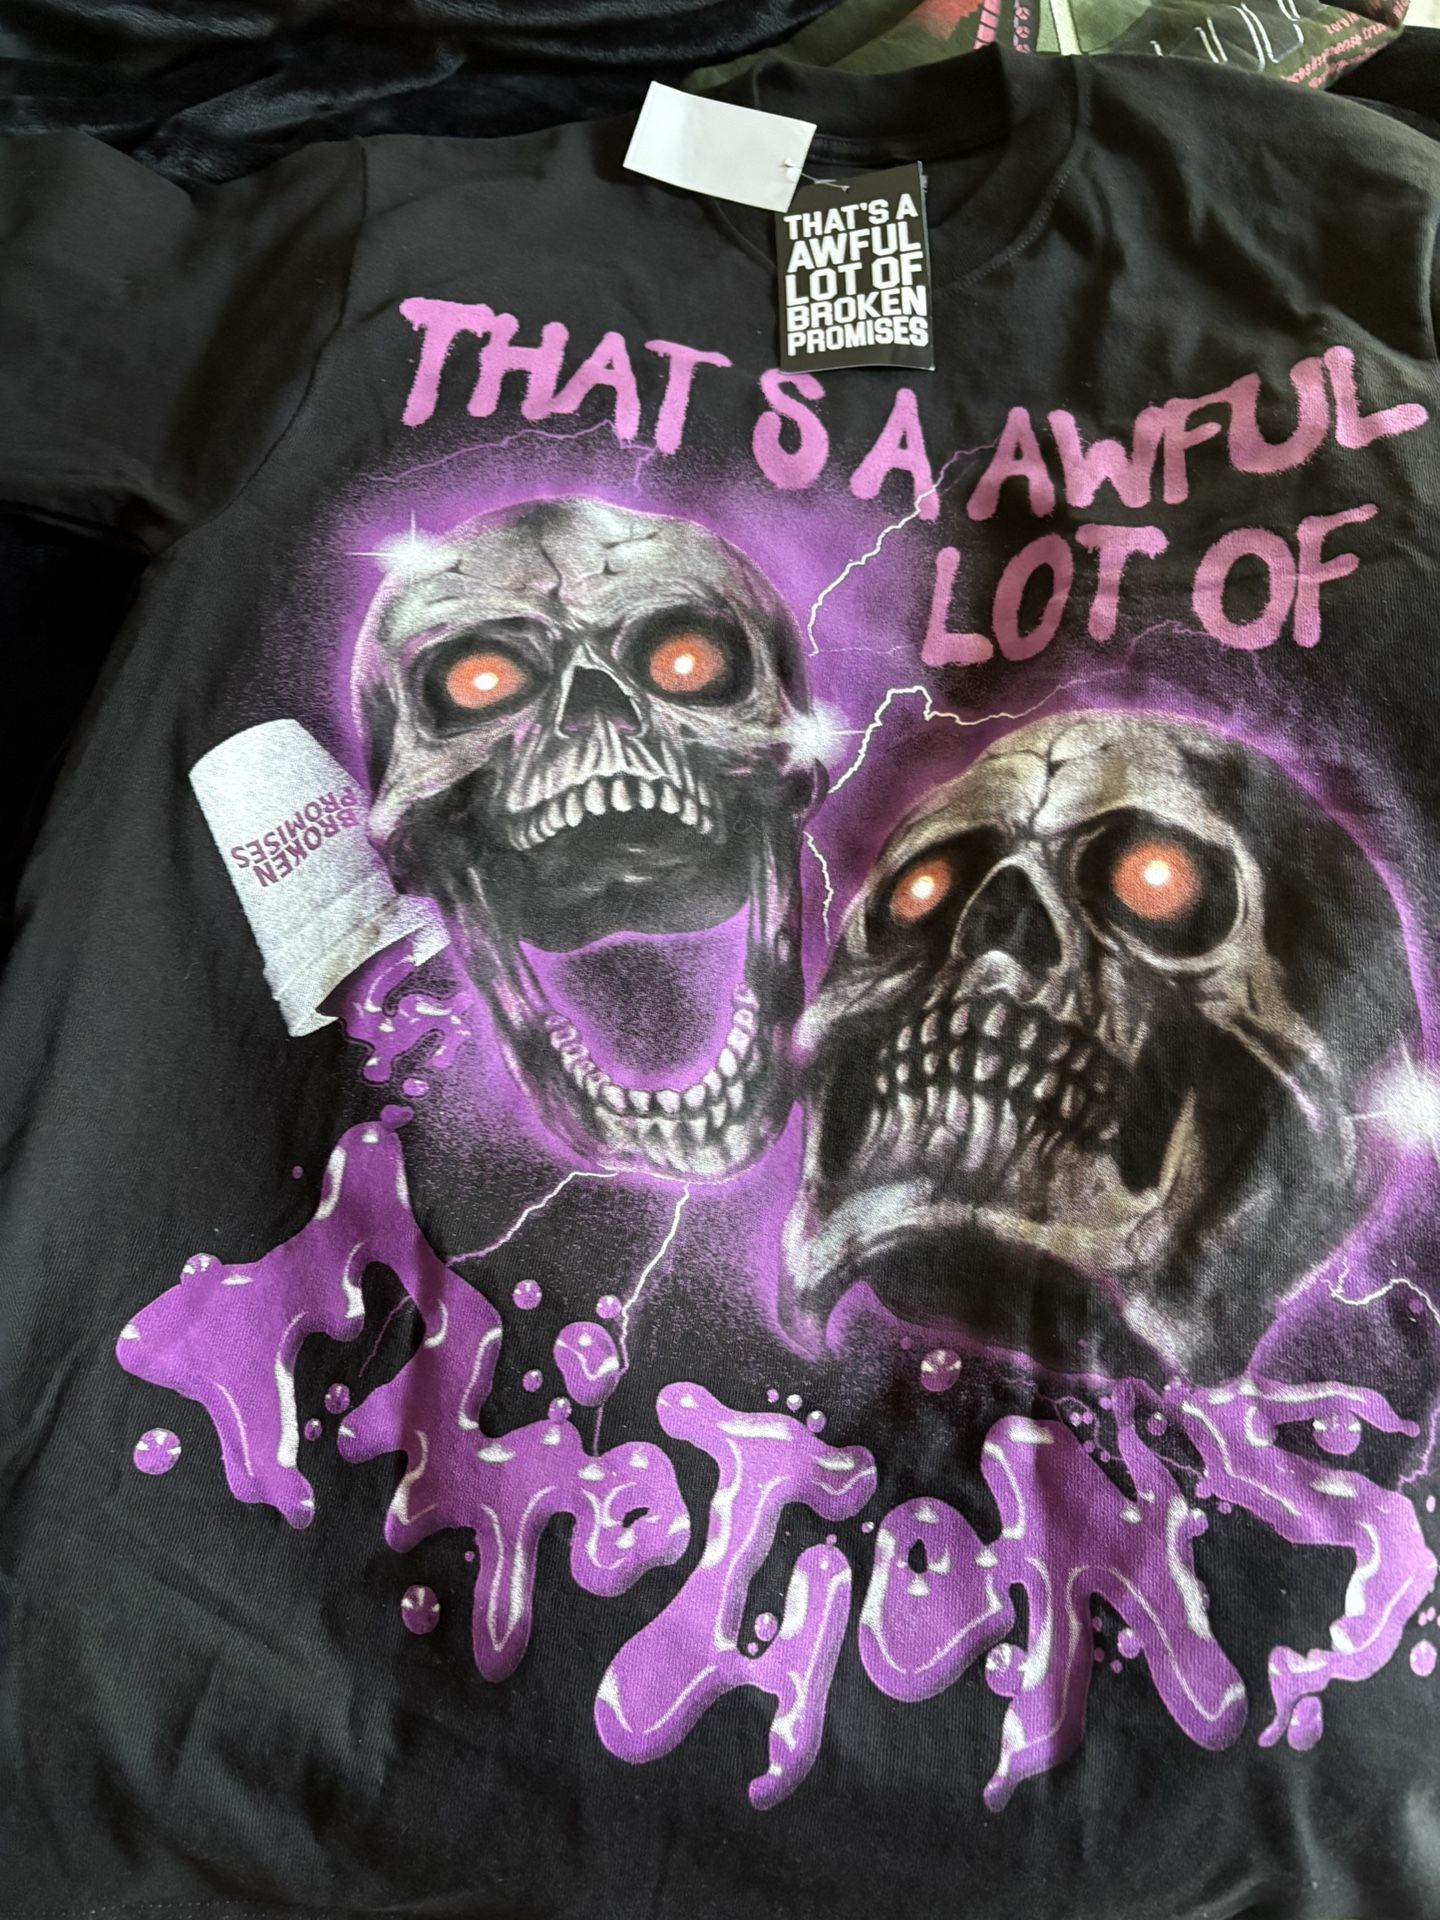 THAT'S A
AWFUL
LOT OF
BROKEN
PROMISES
THAT S A AWFUL
LOT OF
BROKEN
PROMISES